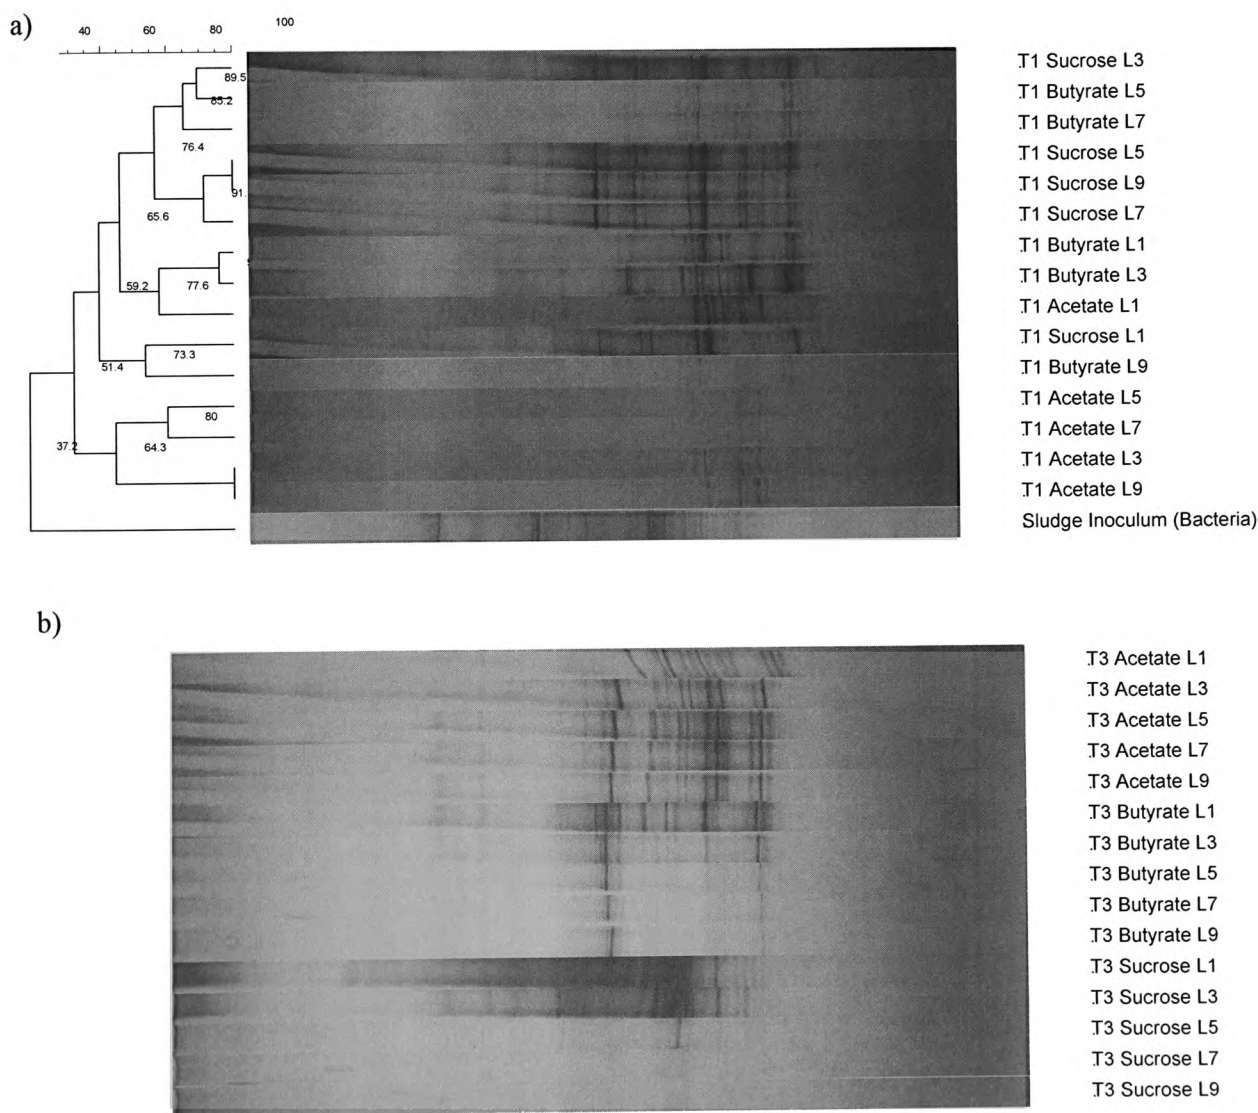 a)
40 60 80 100
89.5
85.2
76.4
91.
65.6
59.2
77.6
73.3
51.4
80
37.2
64.3
.T1 Sucrose L3
.T1 Butyrate L5
.T1 Butyrate L7
.T1 Sucrose L5
.T1 Sucrose L9
.T1 Sucrose L7
.T1 Butyrate L1
.T1 Butyrate L3
.T1 Acetate L1
.T1 Sucrose L1
.T1 Butyrate L9
.T1 Acetate L5
.T1 Acetate L7
.T1 Acetate L3
.T1 Acetate L9
Sludge Inoculum (Bacteria)
b)
.T3 Acetate L1
.T3 Acetate L3
.T3 Acetate L5
.T3 Acetate L7
.T3 Acetate L9
.T3 Butyrate L1
.T3 Butyrate L3
.T3 Butyrate L5
.T3 Butyrate L7
.T3 Butyrate L9
.T3 Sucrose L1
.T3 Sucrose L3
.T3 Sucrose L5
.T3 Sucrose L7
.T3 Sucrose L9